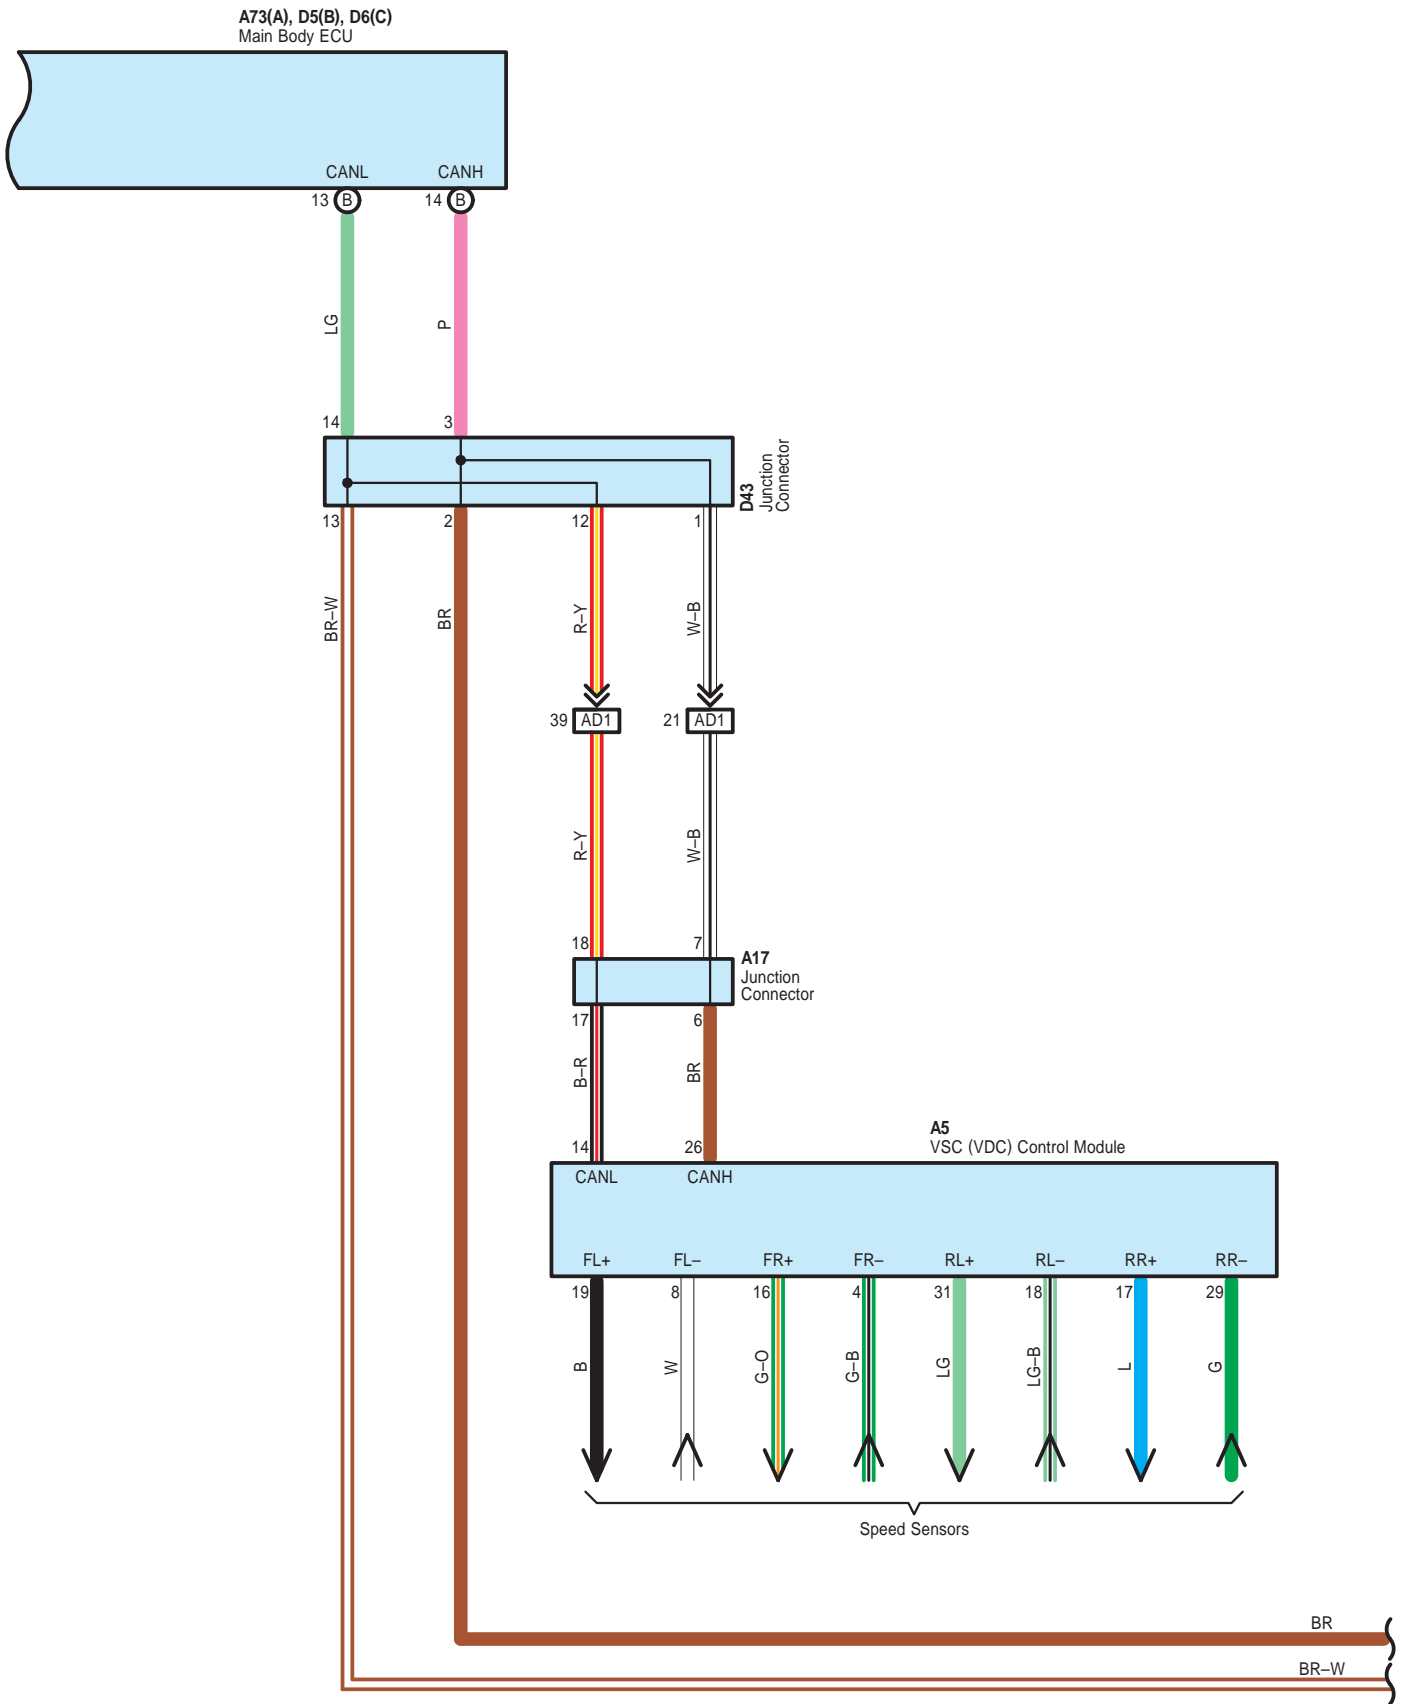 A73(A), D5(B), D6(C)
Main Body ECU
CANL CANH
13 B 14 B
LG P
14 3
D43
Junction
Connector
13 2 12 1
BR–W BR R–Y W–B
39 AD1 21 AD1
R–Y W–B
18 7
A17
Junction
Connector
17 6
B–R BR
A5
VSC (VDC) Control Module
14 26
CANL CANH
FL+ FL– FR+ FR– RL+ RL– RR+ RR–
19 8 16 4 31 18 17 29
B W G–O G–B LG LG–B L G
Speed Sensors
BR
BR–W